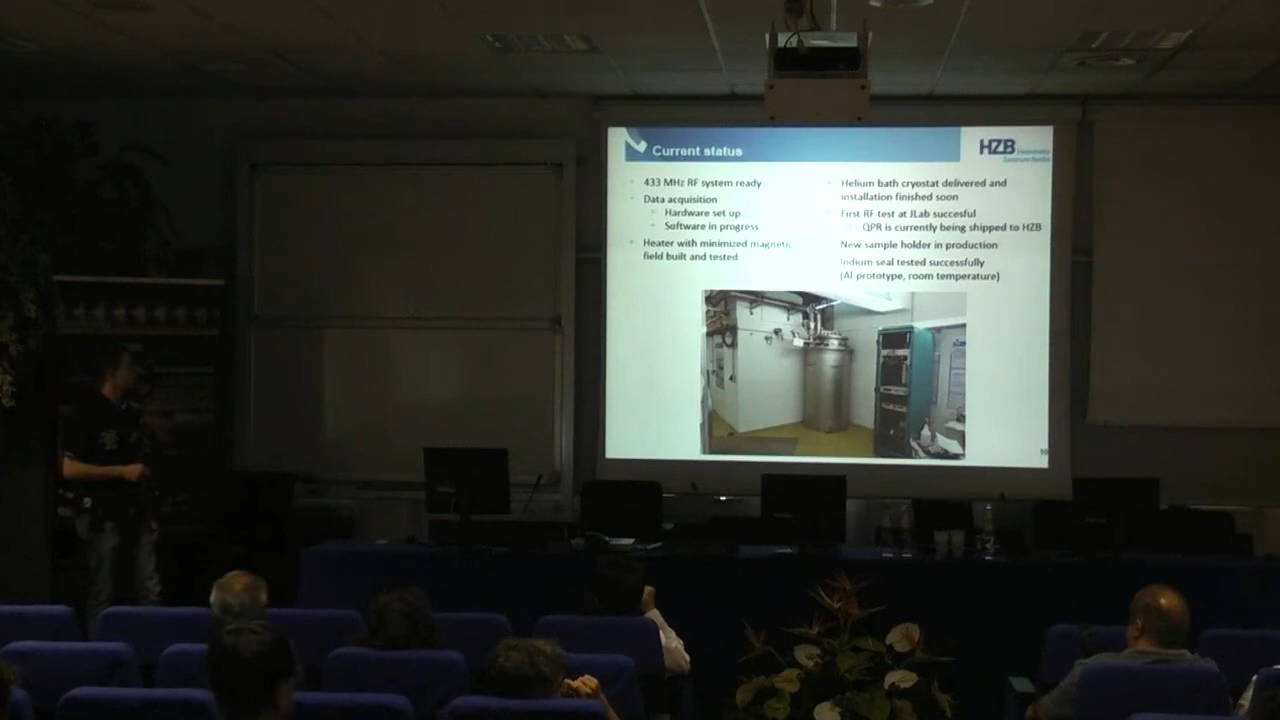 Current status
HZB
433 MHz RF system ready
Data acquisition
Hardware set up
Software in progress
Heater with minimized magnetic
field built and tested
Helium bath cryostat delivered and
installation finished soon
First RF test at JLab succesful
QPR is currently being shipped to HZB
New sample holder in production
Indium seal tested successfully
(Al prototype, room temperature)